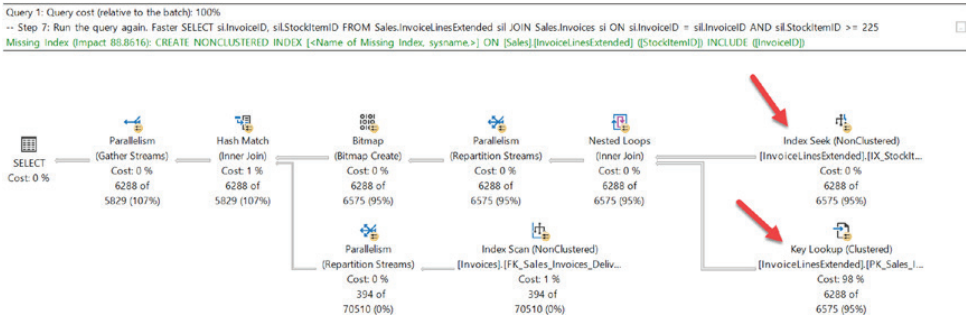 Query 1: Query cost (relative to the batch): 100%
-- Step 7: Run the query again. Faster SELECT si.InvoiceID, sil.StockItemID FROM Sales.InvoiceLinesExtended sil JOIN Sales.Invoices si ON si.InvoiceID = sil.InvoiceID AND sil.StockItemID >= 225
Missing Index (Impact 88.8616): CREATE NONCLUSTERED INDEX [<Name of Missing Index, sysname,>] ON [Sales].[InvoiceLinesExtended] ([StockItemID]) INCLUDE ([InvoiceID])
SELECT
Cost: 0 %
Parallelism
(Gather Streams)
Cost: 0 %
6288 of
5829 (107%)
Hash Match
(Inner Join)
Cost: 1 %
6288 of
5829 (107%)
Bitmap
(Bitmap Create)
Cost: 0 %
6288 of
6575 (95%)
Parallelism
(Repartition Streams)
Cost: 0 %
6288 of
6575 (95%)
Nested Loops
(Inner Join)
Cost: 0 %
6288 of
6575 (95%)
Index Seek (NonClustered)
[InvoiceLinesExtended].[IX_StockIt...
Cost: 0 %
6288 of
6575 (95%)
Parallelism
(Repartition Streams)
Cost: 0 %
394 of
70510 (0%)
Index Scan (NonClustered)
[Invoices].[FK_Sales_Invoices_Deliv...
Cost: 1 %
394 of
70510 (0%)
Key Lookup (Clustered)
[InvoiceLinesExtended].[PK_Sales_I...
Cost: 98 %
6288 of
6575 (95%)